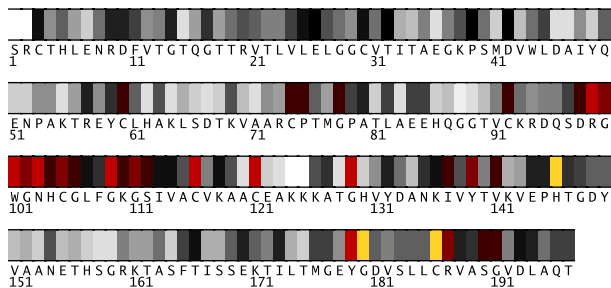 SRCTHLENRDFVTGTQGTTRVTLVLELGGCVTITAEGKPSMDVWLDAIYQ
1 11 21 31 41
ENPAKTREYCLHAKLSDTKVAARCPTMGPATLAEEHQGGTVCKRDQSDRG
51 61 71 81 91
WGNHCGLFGKGSIVACVKAACEAKKKATGHVYDANKIVYTVKVEPHTGDY
101 111 121 131 141
VAANETHSGRKTASFTISSEKTILTMGEYGDVSLLCRVASGVDLAQT
151 161 171 181 191